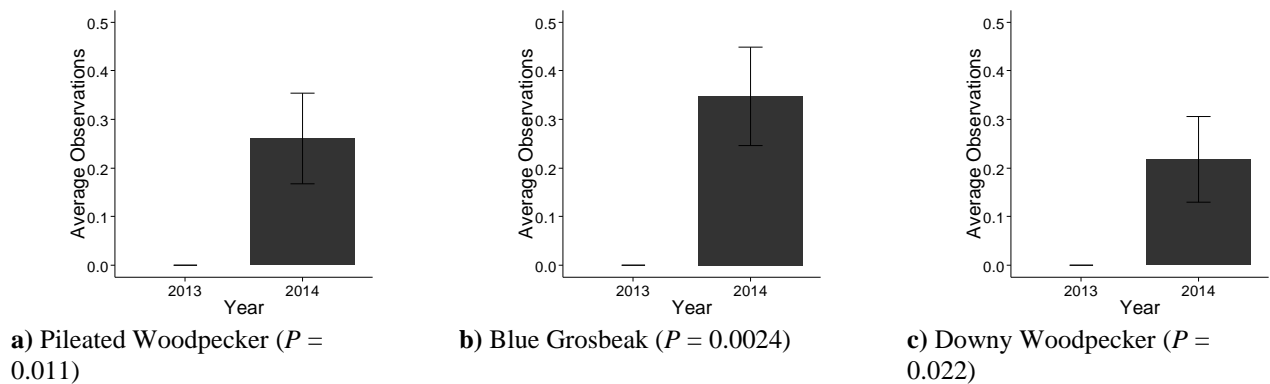 0.5
0.4
0.3
0.2
0.1
0.0
Average Observations
2013 2014
Year
a) Pileated Woodpecker (P =
0.011)
0.5
0.4
0.3
0.2
0.1
0.0
Average Observations
2013 2014
Year
b) Blue Grosbeak (P = 0.0024)
0.5
0.4
0.3
0.2
0.1
0.0
Average Observations
2013 2014
Year
c) Downy Woodpecker (P =
0.022)